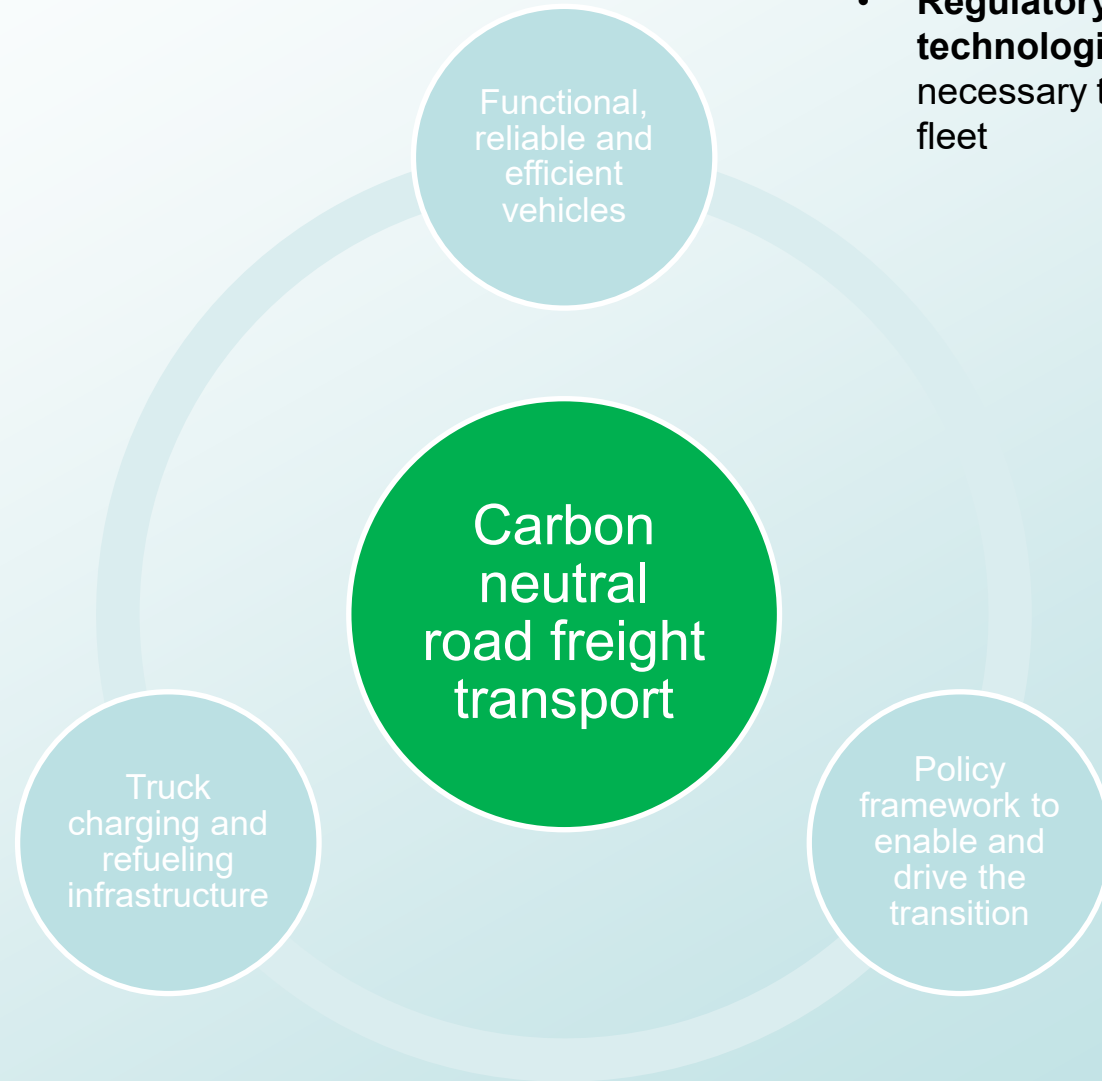 • Regulatory
technologi
necessary t
fleet
Functional,
reliable and
efficient
vehicles
Carbon
neutral
road freight
transport
Truck
charging and
refueling
infrastructure
Policy
framework to
enable and
drive the
transition